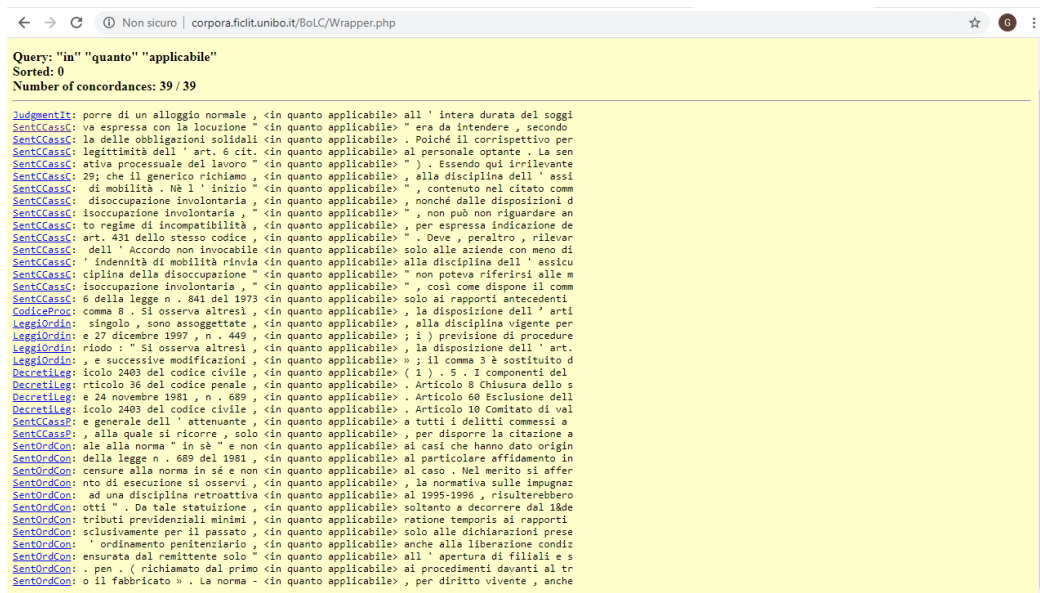 Non sicuro | corpora.ficlit.unibo.it/BoLC/Wrapper.php
G
Query: "in" "quanto" "applicabile"
Sorted: 0
Number of concordances: 39 / 39
JudgmentIt: porre di un alloggio normale , <in quanto applicabile> all ' intera durata del soggi
SentCCassC: va espressa con la locuzione " <in quanto applicabile> " era da intendere , secondo
SentCCassC: la delle obbligazioni solidali <in quanto applicabile> . Poiché il corrispettivo per
SentCCassC: legittimità dell ' art. 6 cit. <in quanto applicabile> al personale optante . La sen
SentCCassC: ativa processuale del lavoro " <in quanto applicabile> " ) . Essendo qui irrilevante
SentCCassC: 29; che il generico richiamo , <in quanto applicabile> , alla disciplina dell ' assi
SentCCassC: di mobilità . Nè l ' inizio " <in quanto applicabile> " , contenuto nel citato comm
SentCCassC: disoccupazione involontaria , <in quanto applicabile> , nonché dalle disposizioni d
SentCCassC: isoccupazione involontaria , " <in quanto applicabile> " , non può non riguardare an
SentCCassC: to regime di incompatibilità , <in quanto applicabile> , per espressa indicazione de
SentCCassC: art. 431 dello stesso codice , <in quanto applicabile> " . Deve , peraltro , rilevar
SentCCassC: dell ' Accordo non invocabile <in quanto applicabile> solo alle aziende con meno di
SentCCassC: ' indennità di mobilità rinvia <in quanto applicabile> alla disciplina dell ' assicu
SentCCassC: ciplina della disoccupazione " <in quanto applicabile> " non poteva riferirsi alle m
SentCCassC: isoccupazione involontaria , " <in quanto applicabile> " , così come dispone il comm
SentCCassC: 6 della legge n . 841 del 1973 <in quanto applicabile> solo ai rapporti antecedenti
CodiceProc: comma 8 . Si osserva altresì , <in quanto applicabile> , la disposizione dell ' arti
LeggiOrdin: singolo , sono assoggettate , <in quanto applicabile> , alla disciplina vigente per
LeggiOrdin: e 27 dicembre 1997 , n . 449 , <in quanto applicabile> ; i ) previsione di procedure
LeggiOrdin: riodo : " Si osserva altresì , <in quanto applicabile> , la disposizione dell ' art.
LeggiOrdin: , e successive modificazioni , <in quanto applicabile> » ; il comma 3 è sostituito d
DecretiLeg: icolo 2403 del codice civile , <in quanto applicabile> ( 1 ) . 5 . I componenti del
DecretiLeg: rticolo 36 del codice penale , <in quanto applicabile> . Articolo 8 Chiusura dello s
DecretiLeg: e 24 novembre 1981 , n . 689 , <in quanto applicabile> . Articolo 60 Esclusione dell
DecretiLeg: icolo 2403 del codice civile , <in quanto applicabile> . Articolo 10 Comitato di val
SentCCassP: e generale dell ' attenuante , <in quanto applicabile> a tutti i delitti commessi a
SentCCassP: , alla quale si ricorre , solo <in quanto applicabile> , per disporre la citazione a
SentOrdCon: ale alla norma " in sè " e non <in quanto applicabile> ai casi che hanno dato origin
SentOrdCon: della legge n . 689 del 1981 , <in quanto applicabile> al particolare affidamento in
SentOrdCon: censure alla norma in sé e non <in quanto applicabile> al caso . Nel merito si affer
SentOrdCon: nto di esecuzione si osservi , <in quanto applicabile> , la normativa sulle impugnaz
SentOrdCon: ad una disciplina retroattiva <in quanto applicabile> al 1995-1996 , risulterebbero
SentOrdCon: otti " . Da tale statuizione , <in quanto applicabile> soltanto a decorrere dal 1&de
SentOrdCon: tributi previdenziali minimi , <in quanto applicabile> ratione temporis ai rapporti
SentOrdCon: sclusivamente per il passato , <in quanto applicabile> solo alle dichiarazioni prese
SentOrdCon: ' ordinamento penitenziario , <in quanto applicabile> anche alla liberazione condiz
SentOrdCon: ensurata dal remittente solo " <in quanto applicabile> all ' apertura di filiali e s
SentOrdCon: . pen . ( richiamato dal primo <in quanto applicabile> ai procedimenti davanti al tr
SentOrdCon: o il fabbricato » . La norma - <in quanto applicabile> , per diritto vivente , anche